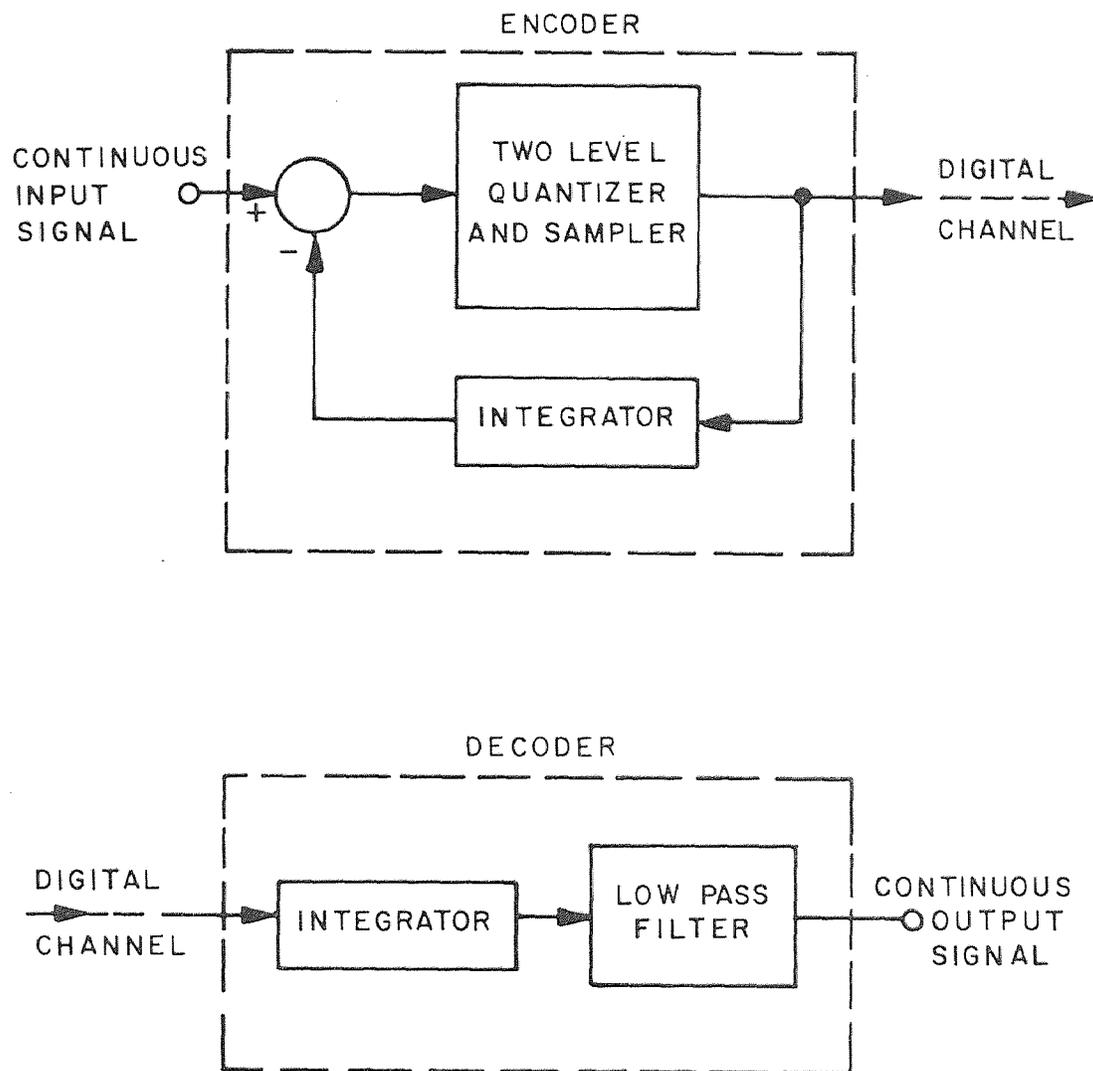 ENCODER
CONTINUOUS
INPUT
SIGNAL
+
-
TWO LEVEL
QUANTIZER
AND SAMPLER
DIGITAL
CHANNEL
INTEGRATOR
DECODER
DIGITAL
CHANNEL
INTEGRATOR
LOW PASS
FILTER
CONTINUOUS
OUTPUT
SIGNAL